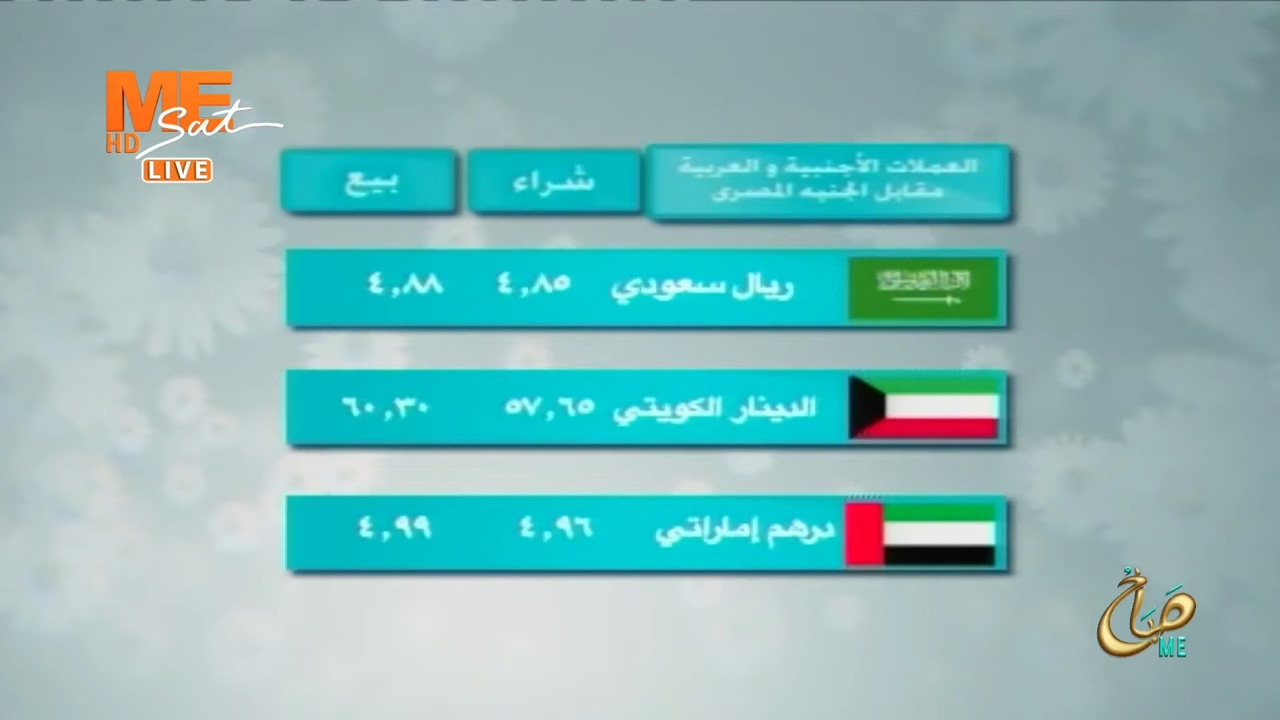 ME
Sat
HD
LIVE
العملات الأجنبية و العربية
مقابل الجنيه المصرى
شراء
بيع
ريال سعودي ٤,٨٥ ٤,٨٨
الدينار الكويتي ٥٧,٦٥ ٦٠,٣٠
درهم إماراتي ٤,٩٦ ٤,٩٩
ME